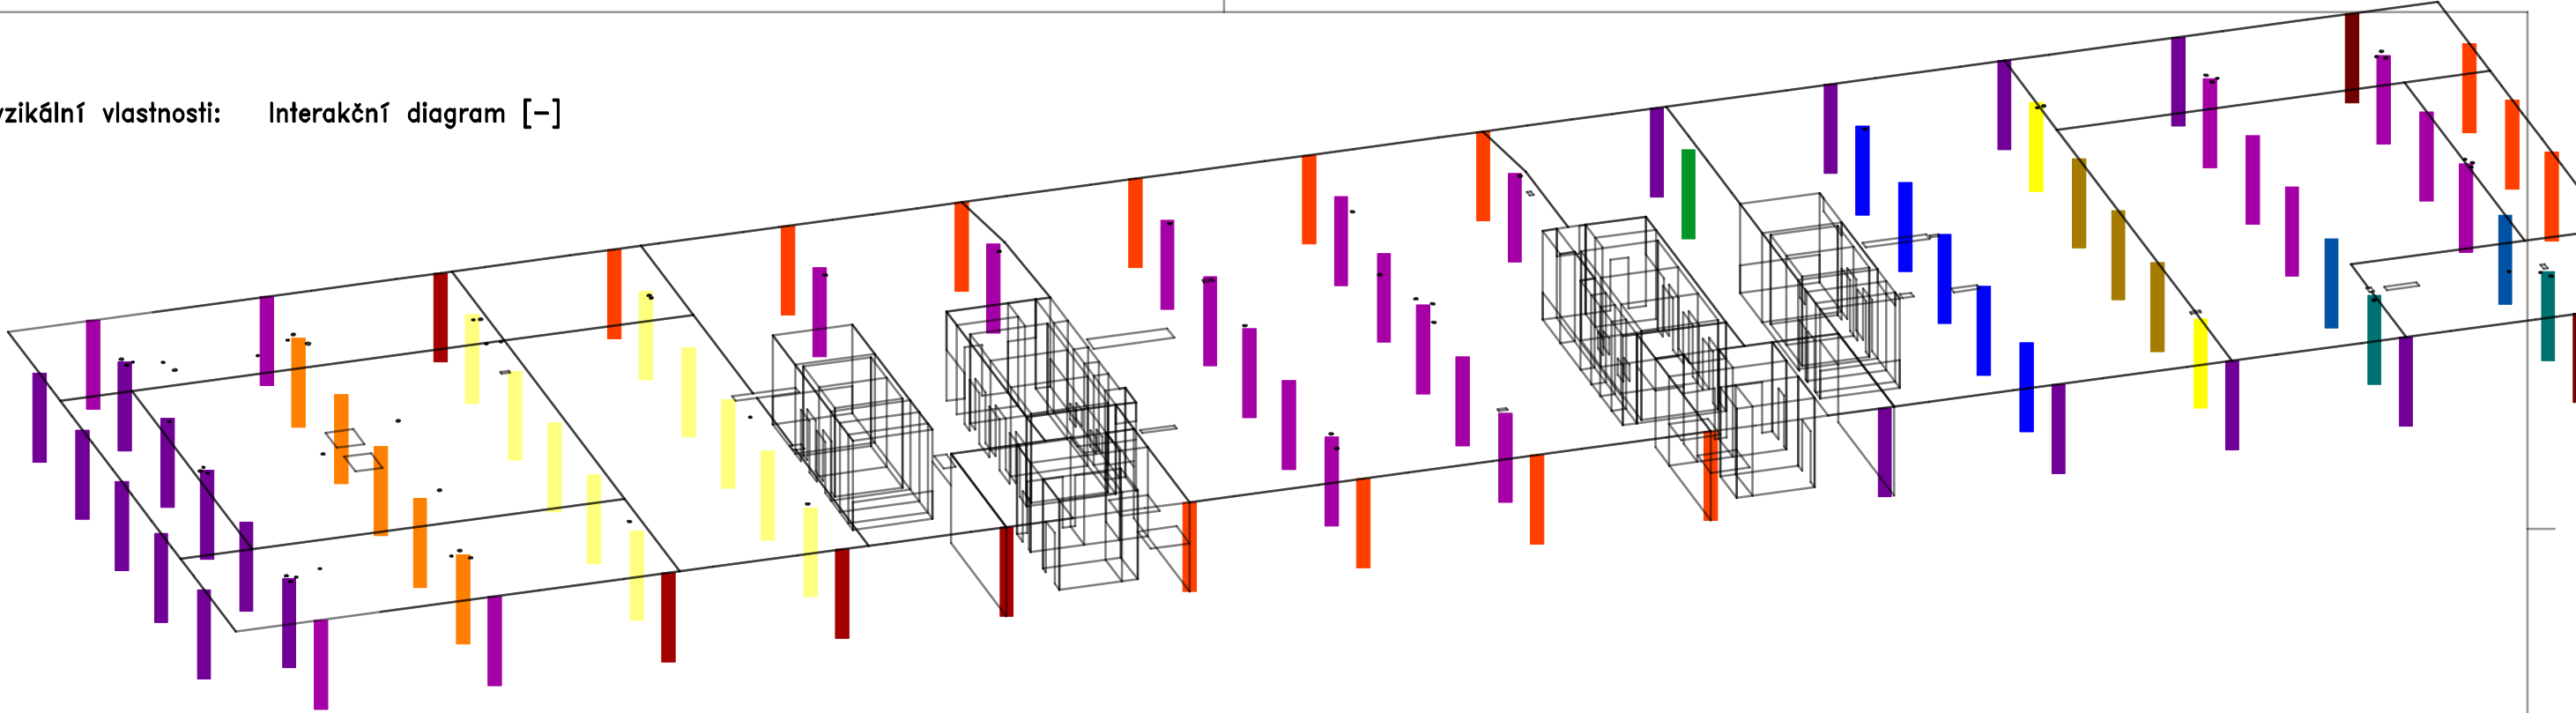 yzikální vlastnosti: Interakční diagram [-]